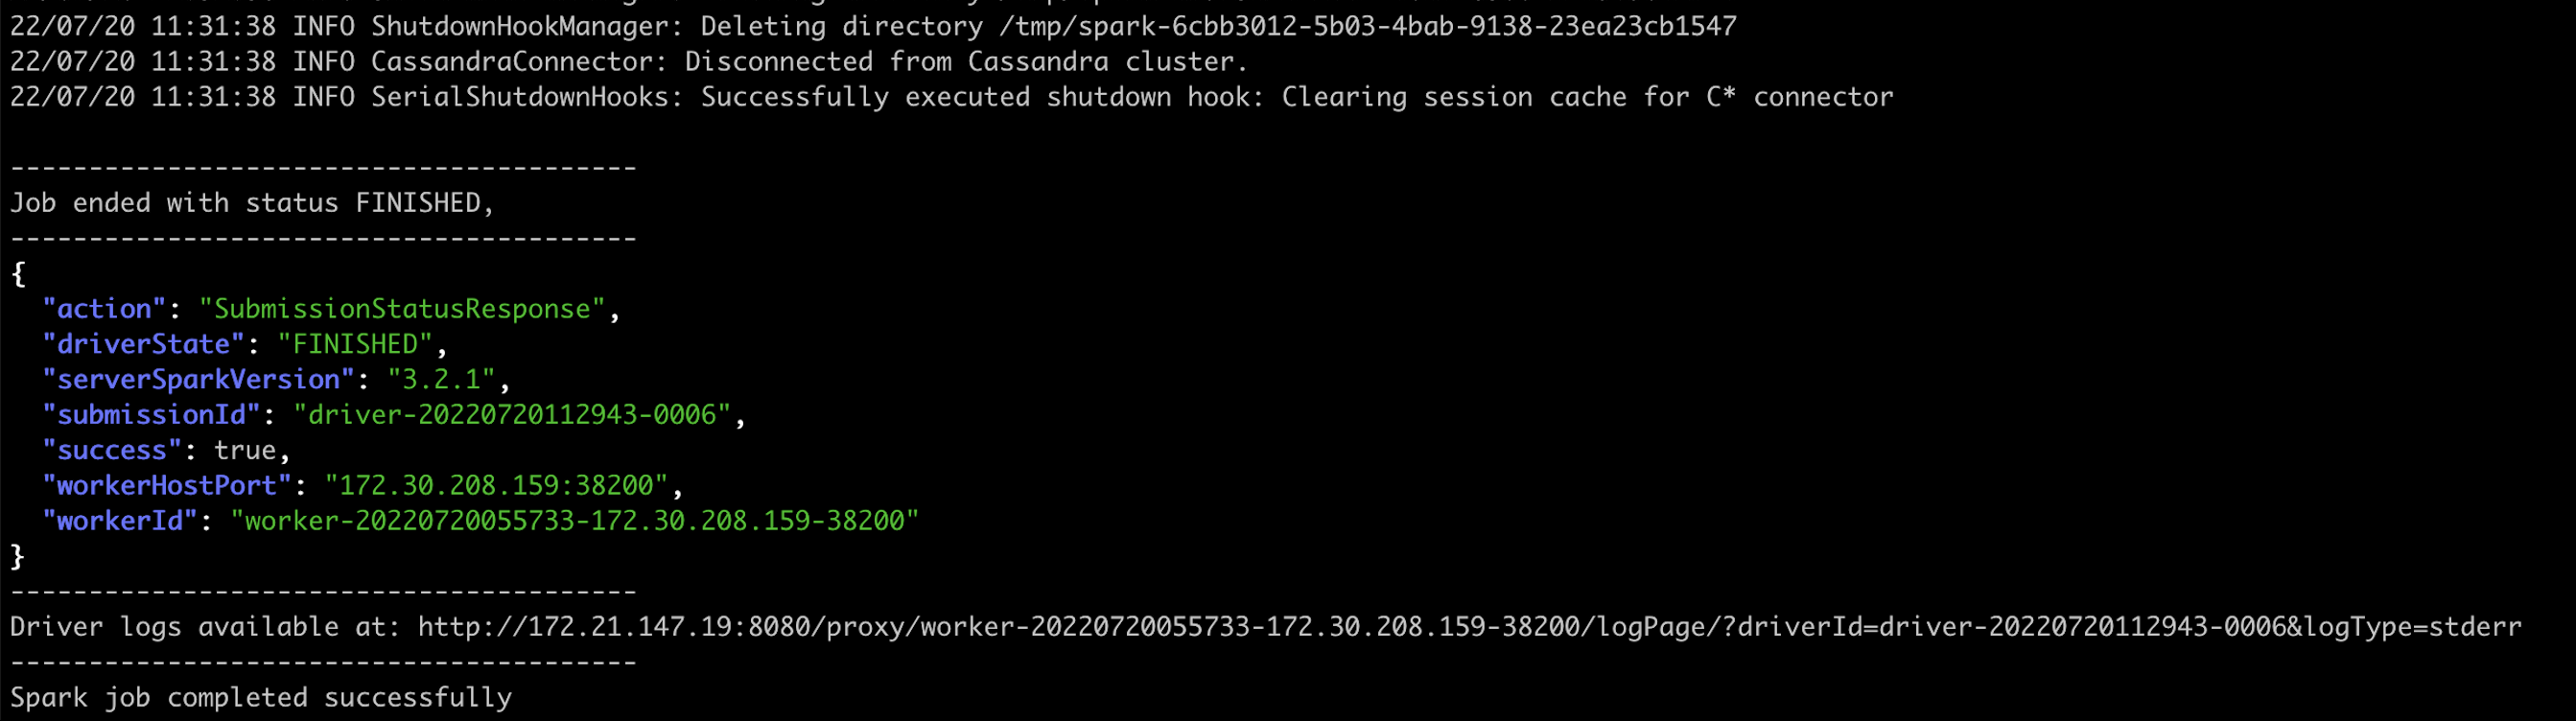 22/07/20 11:31:38 INFO ShutdownHookManager: Deleting directory /tmp/spark-6cbb3012-5b03-4bab-9138-23ea23cb1547
22/07/20 11:31:38 INFO CassandraConnector: Disconnected from Cassandra cluster.
22/07/20 11:31:38 INFO SerialShutdownHooks: Successfully executed shutdown hook: Clearing session cache for C* connector
----------------------------------------
Job ended with status FINISHED,
----------------------------------------
{
  "action": "SubmissionStatusResponse",
  "driverState": "FINISHED",
  "serverSparkVersion": "3.2.1",
  "submissionId": "driver-20220720112943-0006",
  "success": true,
  "workerHostPort": "172.30.208.159:38200",
  "workerId": "worker-20220720055733-172.30.208.159-38200"
}
----------------------------------------
Driver logs available at: http://172.21.147.19:8080/proxy/worker-20220720055733-172.30.208.159-38200/logPage/?driverId=driver-20220720112943-0006&logType=stderr
----------------------------------------
Spark job completed successfully